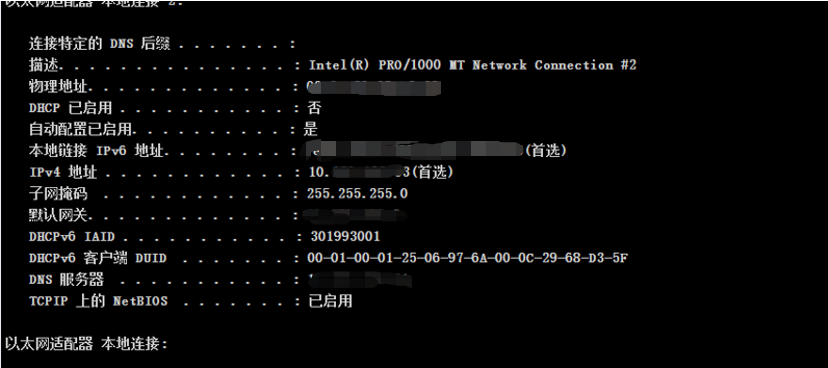 以太网适配器 本地连接 2:
连接特定的 DNS 后缀 . . . . . . . :
描述. . . . . . . . . . . . . . . : Intel(R) PRO/1000 MT Network Connection #2
物理地址. . . . . . . . . . . . . :
DHCP 已启用 . . . . . . . . . . . : 否
自动配置已启用. . . . . . . . . . : 是
本地链接 IPv6 地址. . . . . . . . : (首选)
IPv4 地址 . . . . . . . . . . . . : 10. 3(首选)
子网掩码 . . . . . . . . . . . . : 255.255.255.0
默认网关. . . . . . . . . . . . . :
DHCPv6 IAID . . . . . . . . . . . : 301993001
DHCPv6 客户端 DUID . . . . . . . : 00-01-00-01-25-06-97-6A-00-0C-29-68-D3-5F
DNS 服务器 . . . . . . . . . . . :
TCPIP 上的 NetBIOS . . . . . . . : 已启用
以太网适配器 本地连接: